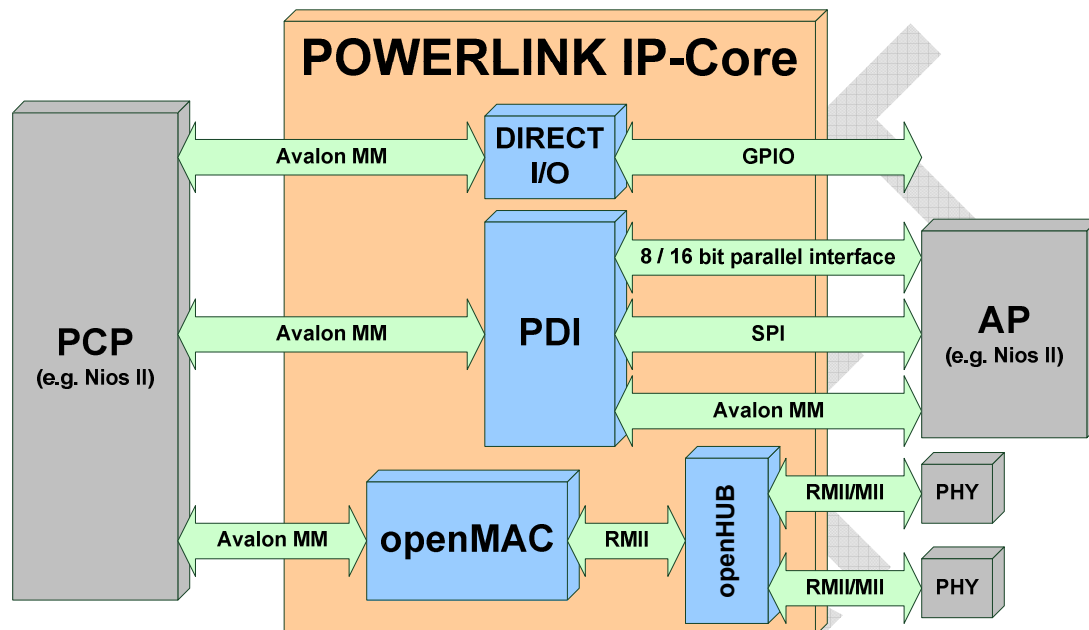 POWERLINK IP-Core
PCP
(e.g. Nios II)
Avalon MM
DIRECT
I/O
GPIO
Avalon MM
PDI
8 / 16 bit parallel interface
SPI
Avalon MM
AP
(e.g. Nios II)
Avalon MM
openMAC
RMII
openHUB
RMII/MII
PHY
RMII/MII
PHY